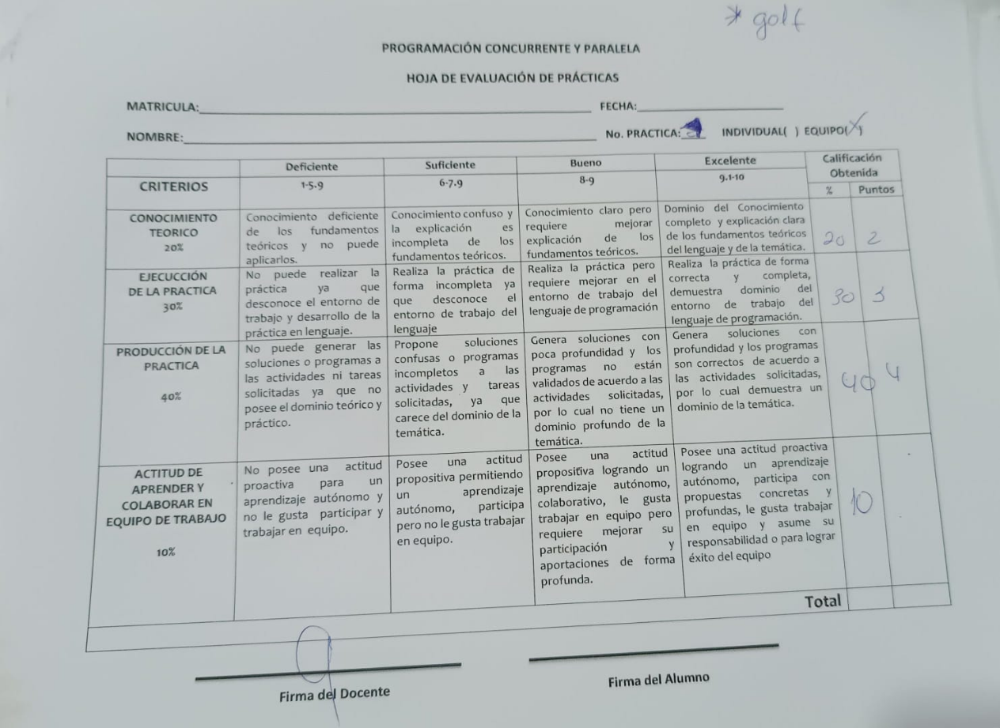 * golf
PROGRAMACIÓN CONCURRENTE Y PARALELA
HOJA DE EVALUACIÓN DE PRÁCTICAS
MATRICULA:____ FECHA:____
NOMBRE:____ No. PRACTICA:____ INDIVIDUAL( ) EQUIPO(X)
CRITERIOS
Deficiente
1-5.9
Suficiente
6-7.9
Bueno
8-9
Excelente
9.1-10
Calificación
Obtenida
% Puntos
CONOCIMIENTO
TEORICO
20%
Conocimiento deficiente
de los fundamentos
teóricos y no puede
aplicarlos.
Conocimiento confuso y
la explicación es
incompleta de los
fundamentos teóricos.
Conocimiento claro pero
requiere mejorar
explicación de los
fundamentos teóricos.
Dominio del Conocimiento
completo y explicación clara
de los fundamentos teóricos
del lenguaje y de la temática.
20 2
EJECUCCIÓN
DE LA PRACTICA
30%
No puede realizar la
práctica ya que
desconoce el entorno de
trabajo y desarrollo de la
práctica en lenguaje.
Realiza la práctica de
forma incompleta ya
que desconoce el
entorno de trabajo del
lenguaje
Realiza la práctica pero
requiere mejorar en el
entorno de trabajo del
lenguaje de programación
Realiza la práctica de forma
correcta y completa,
demuestra dominio del
entorno de trabajo del
lenguaje de programación.
30 3
PRODUCCIÓN DE LA
PRACTICA
40%
No puede generar las
soluciones o programas a
las actividades ni tareas
solicitadas ya que no
posee el dominio teórico y
práctico.
Propone soluciones
confusas o programas
incompletos a las
actividades y tareas
solicitadas, ya que
carece del dominio de la
temática.
Genera soluciones con
poca profundidad y los
programas no están
validados de acuerdo a las
actividades solicitadas,
por lo cual no tiene un
dominio profundo de la
temática.
Genera soluciones con
profundidad y los programas
son correctos de acuerdo a
las actividades solicitadas,
por lo cual demuestra un
dominio de la temática.
40 4
ACTITUD DE
APRENDER Y
COLABORAR EN
EQUIPO DE TRABAJO
10%
No posee una actitud
proactiva para un
aprendizaje autónomo y
no le gusta participar y
trabajar en equipo.
Posee una actitud
propositiva permitiendo
un aprendizaje
autónomo, participa
pero no le gusta trabajar
en equipo.
Posee una actitud
propositiva logrando un
aprendizaje autónomo,
colaborativo, le gusta
trabajar en equipo pero
requiere mejorar su
participación y
aportaciones de forma
profunda.
Posee una actitud proactiva
logrando un aprendizaje
autónomo, participa con
propuestas concretas y
profundas, le gusta trabajar
en equipo y asume su
responsabilidad o para lograr
éxito del equipo
10
Total
Firma del Docente
Firma del Alumno